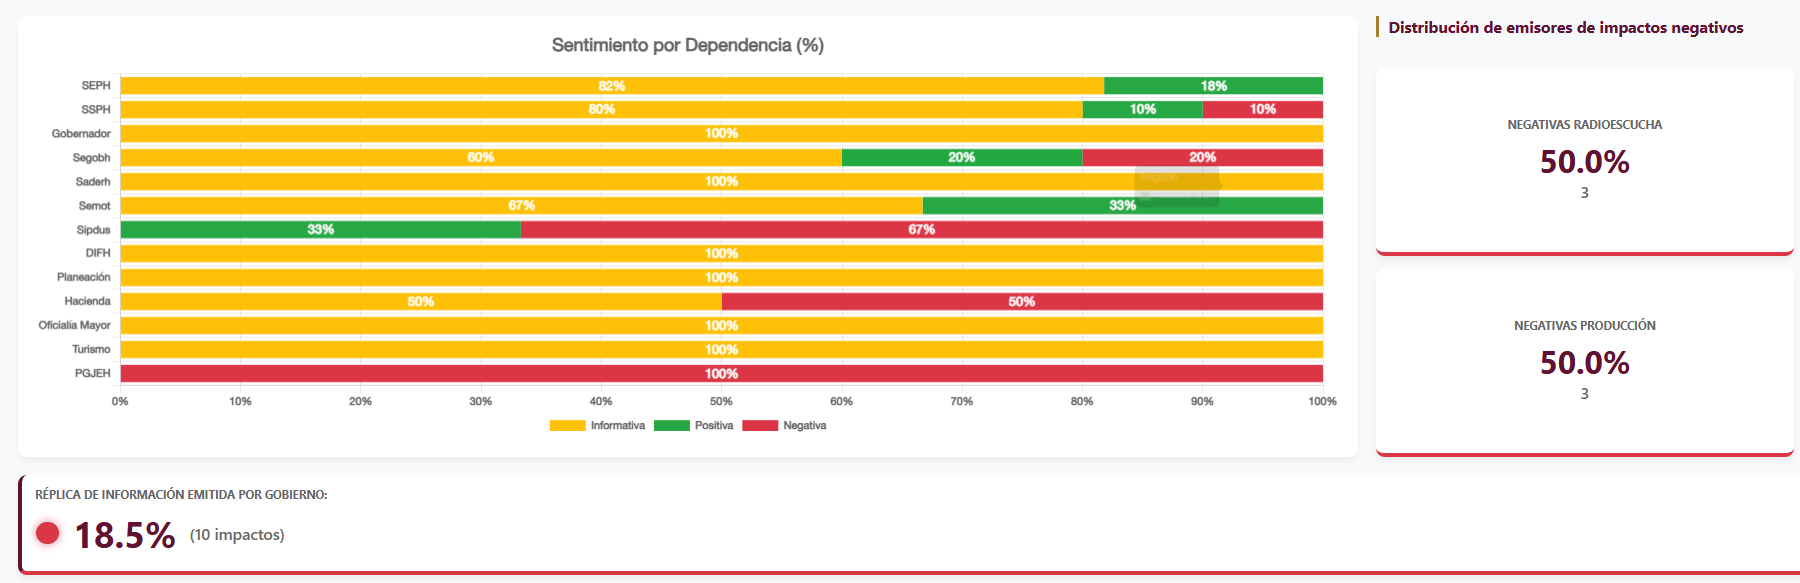 Sentimiento por Dependencia (%)
SEPH 82% 18%
SSPH 80% 10% 10%
Gobernador 100%
Segobh 60% 20% 20%
Saderh 100%
Semot 67% 33%
Sipdus 33% 67%
DIFH 100%
Planeación 100%
Hacienda 50% 50%
Oficialía Mayor 100%
Turismo 100%
PGJEH 100%
0% 10% 20% 30% 40% 50% 60% 70% 80% 90% 100%
Informativa Positiva Negativa
Distribución de emisores de impactos negativos
NEGATIVAS RADIOESCUCHA
50.0%
3
NEGATIVAS PRODUCCIÓN
50.0%
3
RÉPLICA DE INFORMACIÓN EMITIDA POR GOBIERNO:
18.5% (10 impactos)